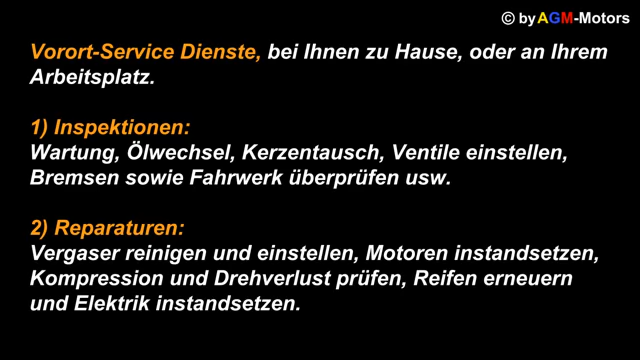 © by AGM-Motors
Vorort-Service Dienste, bei Ihnen zu Hause, oder an Ihrem
Arbeitsplatz.
1) Inspektionen:
Wartung, Ölwechsel, Kerzentausch, Ventile einstellen,
Bremsen sowie Fahrwerk überprüfen usw.
2) Reparaturen:
Vergaser reinigen und einstellen, Motoren instandsetzen,
Kompression und Drehverlust prüfen, Reifen erneuern
und Elektrik instandsetzen.